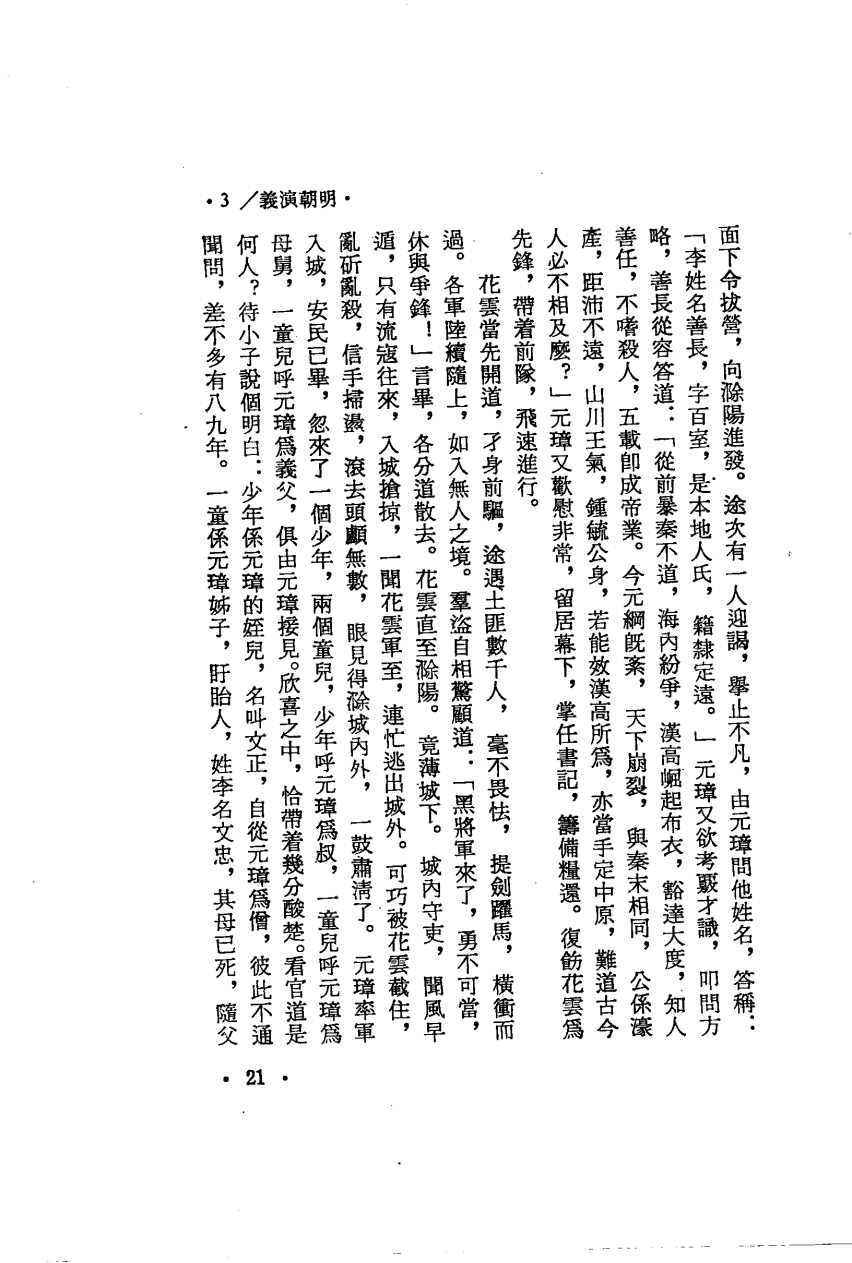 ·3／義演朝明·
面下令拔營，向滁陽進發。途次有一人迎謁，舉止不凡，由元璋問他姓名，答稱：
「李姓名善長，字百室，是本地人氏，籍隸定遠。」元璋又欲考覈才識，叩問方
略，善長從容答道：「從前暴秦不道，海內紛爭，漢高崛起布衣，豁達大度，知人
善任，不嗜殺人，五載卽成帝業。今元綱旣紊，天下崩裂，與秦末相同，公係濠
產，距沛不遠，山川王氣，鍾毓公身，若能效漢高所爲，亦當手定中原，難道古今
人必不相及麼？」元璋又歡慰非常，留居幕下，掌任書記，籌備糧還。復飭花雲爲
先鋒，帶着前隊，飛速進行。
花雲當先開道，孑身前驅，途遇土匪數千人，毫不畏怯，提劍躍馬，橫衝而
過。各軍陸續隨上，如入無人之境。羣盜自相驚顧道：「黑將軍來了，勇不可當，
休與爭鋒！」言畢，各分道散去。花雲直至滁陽。竟薄城下。城內守吏，聞風早
遁，只有流寇往來，入城搶掠，一聞花雲軍至，連忙逃出城外。可巧被花雲截住，
亂斫亂殺，信手掃盪，滾去頭顱無數，眼見得滁城內外，一鼓肅淸了。元璋率軍
入城，安民已畢，忽來了一個少年，兩個童兒，少年呼元璋爲叔，一童兒呼元璋爲
母舅，一童兒呼元璋爲義父，俱由元璋接見。欣喜之中，恰帶着幾分酸楚。看官道是
何人？待小子說個明白：少年係元璋的姪兒，名叫文正，自從元璋爲僧，彼此不通
聞問，差不多有八九年。一童係元璋姊子，盱眙人，姓李名文忠，其母已死，隨父
·21·